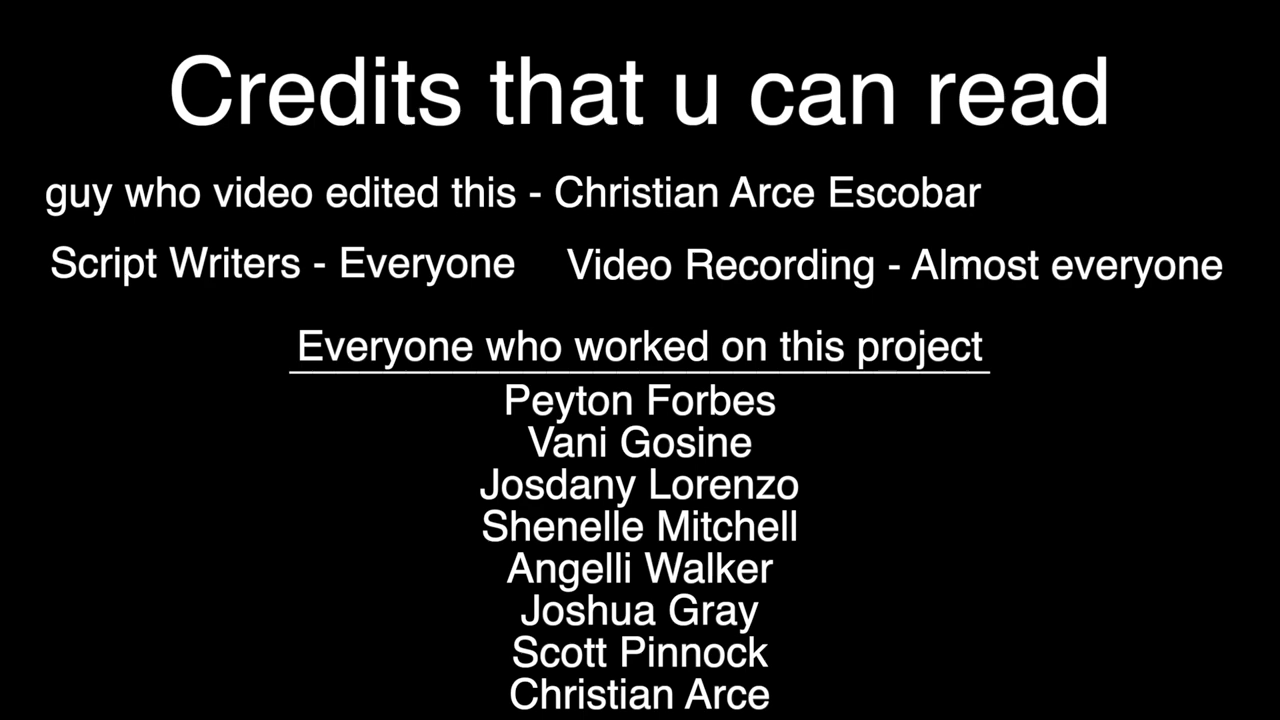 Credits that u can read
guy who video edited this - Christian Arce Escobar
Script Writers - Everyone
Video Recording - Almost everyone
Everyone who worked on this project
Peyton Forbes
Vani Gosine
Josdany Lorenzo
Shenelle Mitchell
Angelli Walker
Joshua Gray
Scott Pinnock
Christian Arce